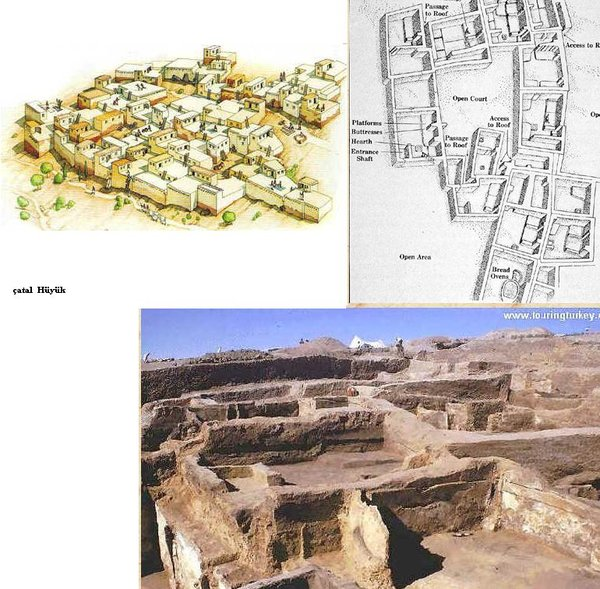 Passage
to Roof
Access to R
Open Court
Ope
Platforms
Buttresses
Hearth
Entrance
Shaft
Passage
to Roof
Access
to Roof
Open Area
Bread
Ovens
çatal Hüyük
www.touringturkey.